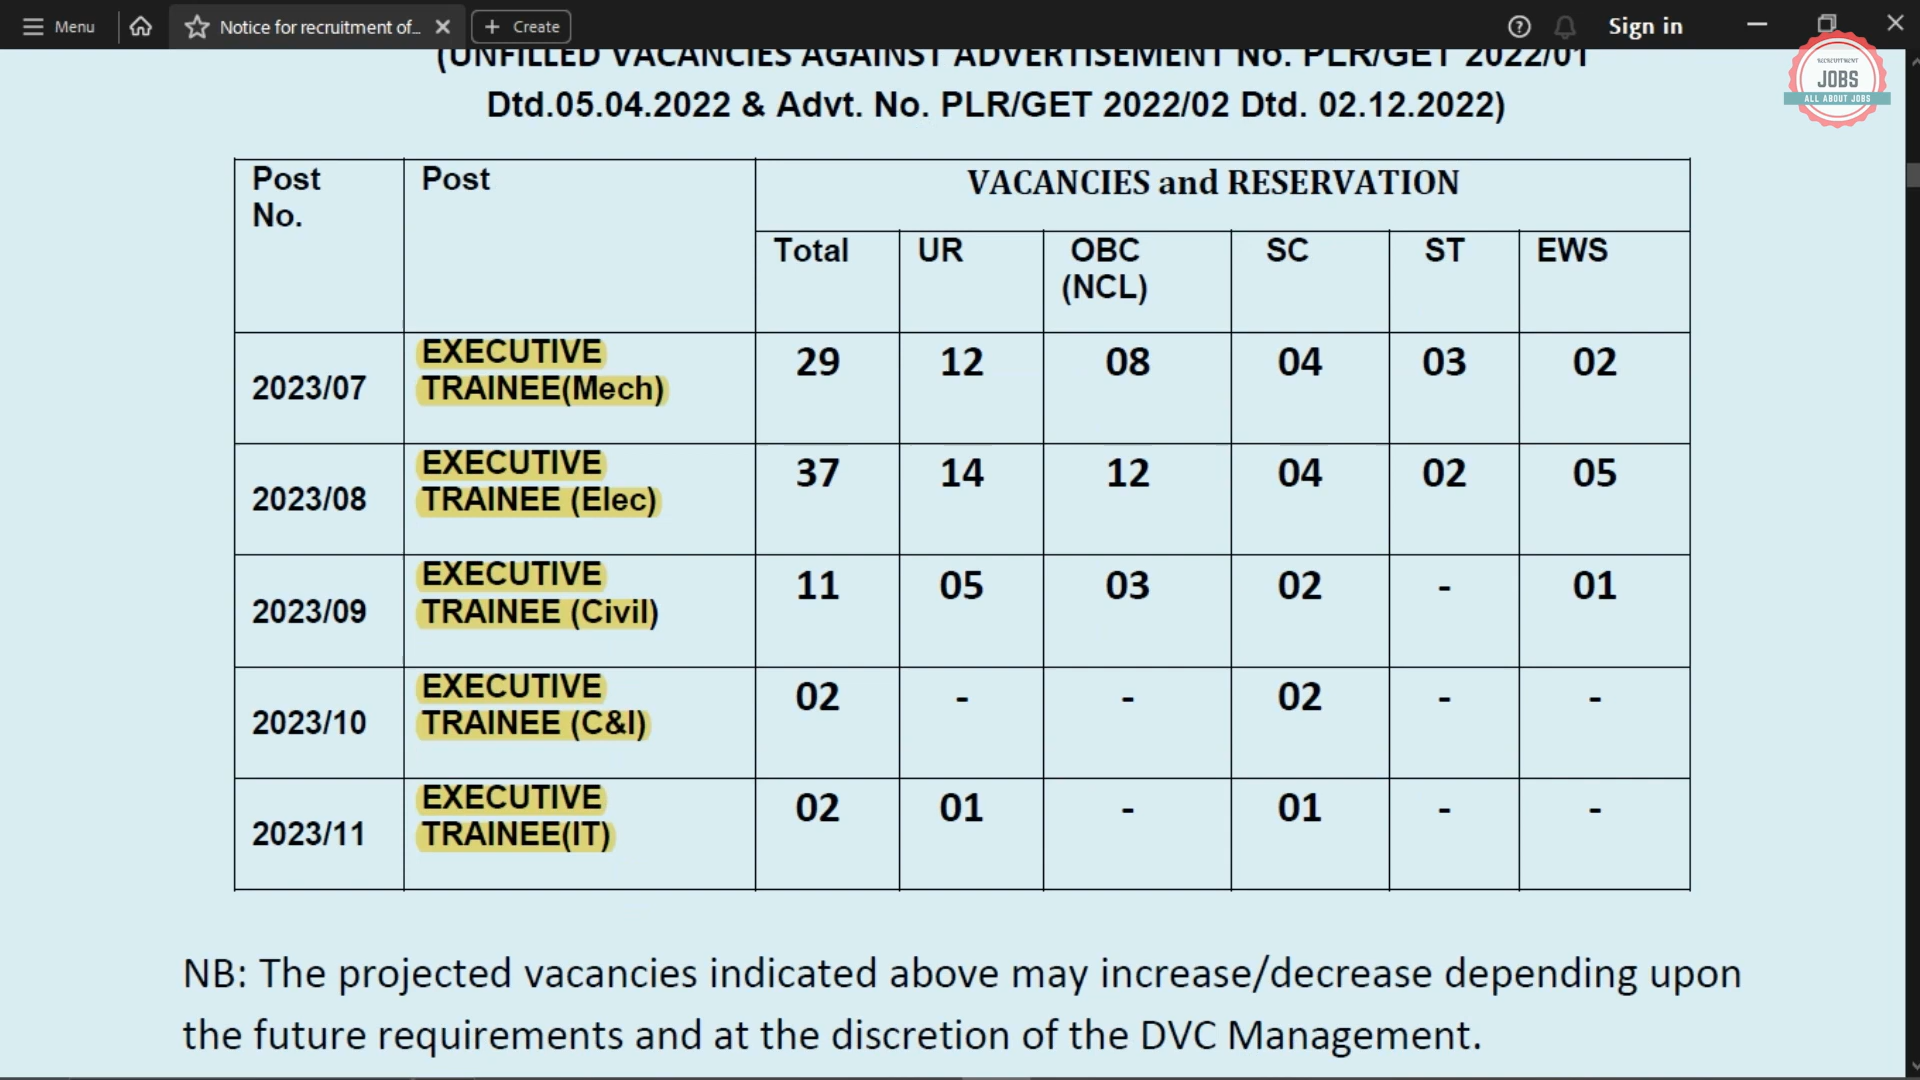 Menu
Notice for recruitment of...
Create
Sign in
(UNFILLED VACANCIES AGAINST ADVERTISEMENT No. PLR/GET 2022/01
Dtd.05.04.2022 & Advt. No. PLR/GET 2022/02 Dtd. 02.12.2022)
RECRUITMENT
JOBS
ALL ABOUT JOBS
Post No. Post VACANCIES and RESERVATION
Total UR OBC (NCL) SC ST EWS
2023/07 EXECUTIVE TRAINEE(Mech) 29 12 08 04 03 02
2023/08 EXECUTIVE TRAINEE (Elec) 37 14 12 04 02 05
2023/09 EXECUTIVE TRAINEE (Civil) 11 05 03 02 - 01
2023/10 EXECUTIVE TRAINEE (C&I) 02 - - 02 - -
2023/11 EXECUTIVE TRAINEE(IT) 02 01 - 01 - -
NB: The projected vacancies indicated above may increase/decrease depending upon
the future requirements and at the discretion of the DVC Management.